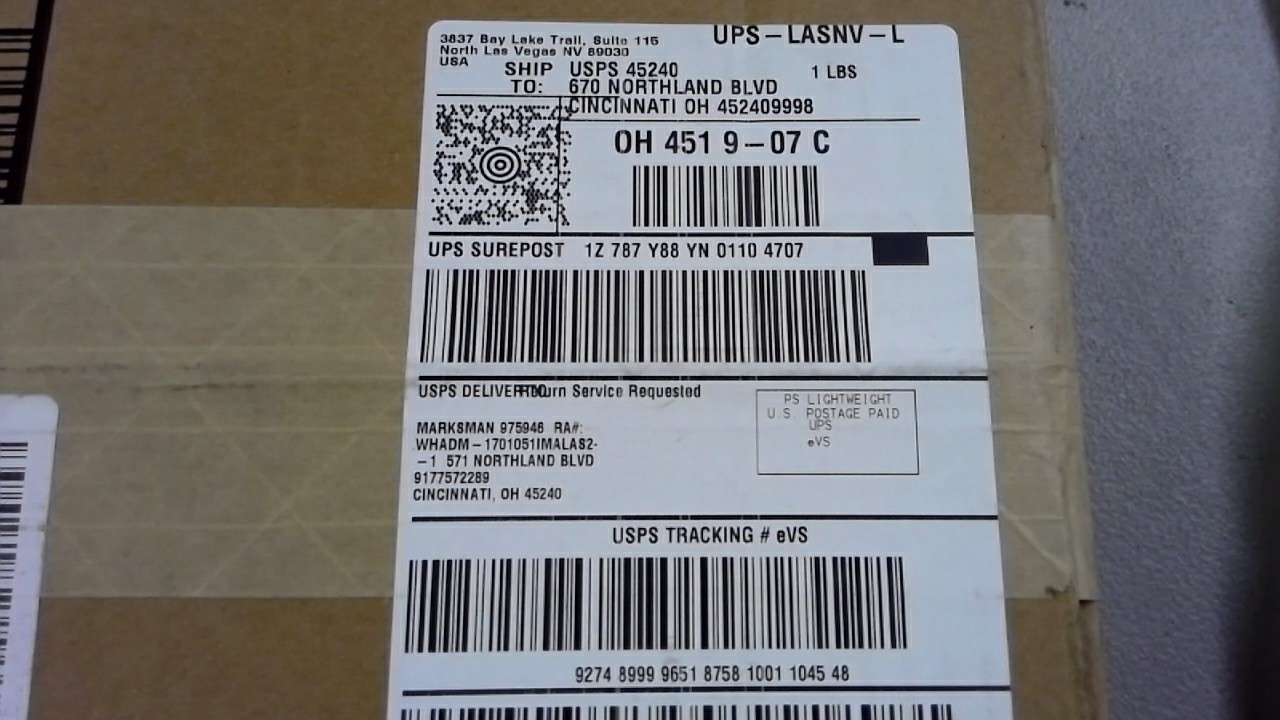 3837 Bay Lake Trail, Suite 115
North Las Vegas NV 89030
USA
UPS-LASNV-L
1 LBS
SHIP TO:
USPS 45240
670 NORTHLAND BLVD
CINCINNATI OH 452409998
OH 451 9-07 C
UPS SUREPOST 1Z 787 Y88 YN 0110 4707
USPS DELIVER TO: Return Service Requested
MARKSMAN 975946 RA#:
WHADM-1701051IMALAS2-
-1 571 NORTHLAND BLVD
9177572289
CINCINNATI, OH 45240
PS LIGHTWEIGHT
U.S. POSTAGE PAID
UPS
eVS
USPS TRACKING # eVS
9274 8999 9651 8758 1001 1045 48